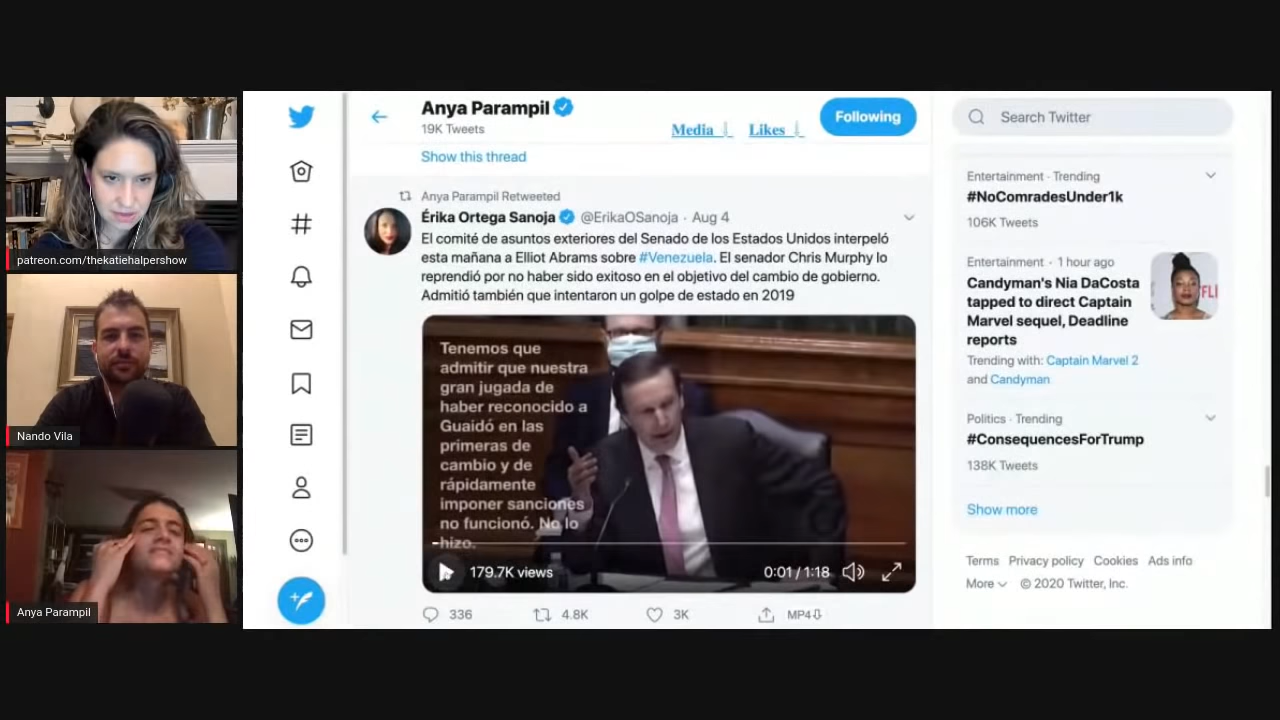 patreon.com/thekatiehalpershow
Nando Vila
Anya Parampil
Anya Parampil
19K Tweets
Media
Likes
Following
Show this thread
Anya Parampil Retweeted
Érika Ortega Sanoja @ErikaOSanoja · Aug 4
El comité de asuntos exteriores del Senado de los Estados Unidos interpeló
esta mañana a Elliot Abrams sobre #Venezuela. El senador Chris Murphy lo
reprendió por no haber sido exitoso en el objetivo del cambio de gobierno.
Admitió también que intentaron un golpe de estado en 2019
Tenemos que
admitir que nuestra
gran jugada de
haber reconocido a
Guaidó en las
primeras de
cambio y de
rápidamente
imponer sanciones
no funcionó. No lo
hizo.
179.7K views
0:01 / 1:18
336
4.8K
3K
MP4
Search Twitter
Entertainment · Trending
#NoComradesUnder1k
106K Tweets
Entertainment · 1 hour ago
Candyman's Nia DaCosta
tapped to direct Captain
Marvel sequel, Deadline
reports
Trending with: Captain Marvel 2
and Candyman
FLI
Politics · Trending
#ConsequencesForTrump
138K Tweets
Show more
Terms Privacy policy Cookies Ads info
More © 2020 Twitter, Inc.